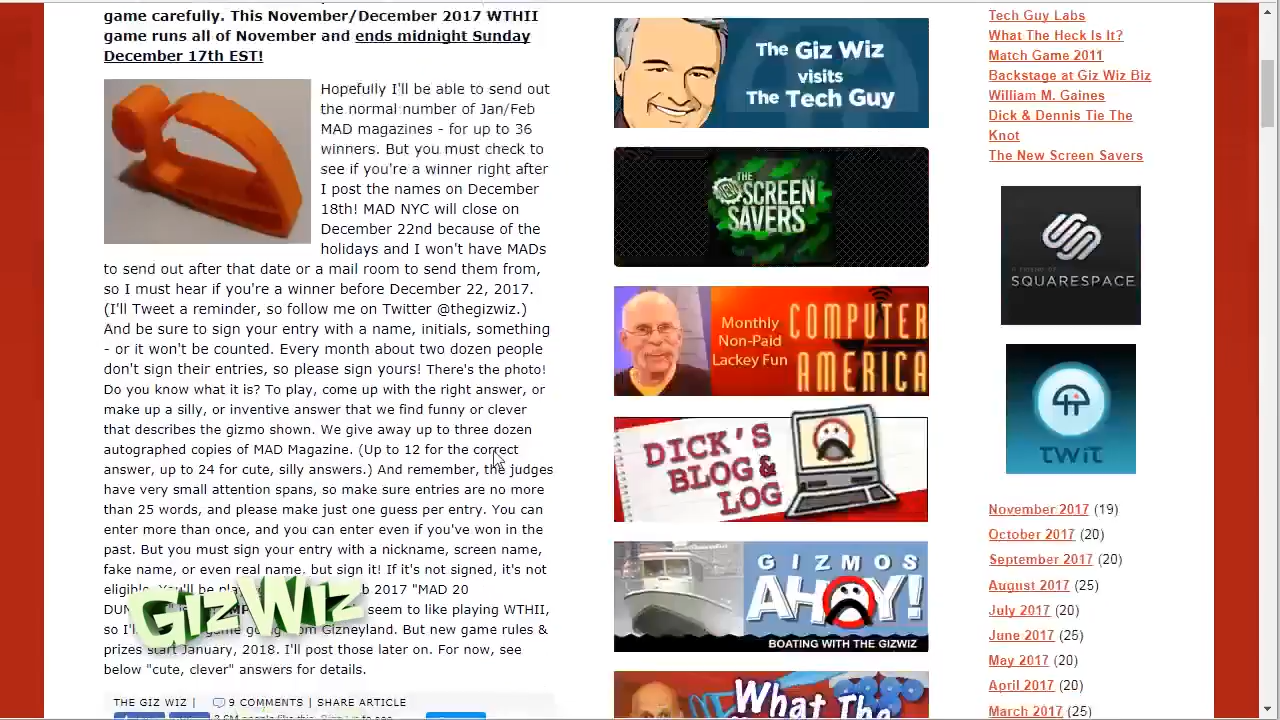 game carefully. This November/December 2017 WTHII
game runs all of November and ends midnight Sunday
December 17th EST!
Hopefully I'll be able to send out
the normal number of Jan/Feb
MAD magazines - for up to 36
winners. But you must check to
see if you're a winner right after
I post the names on December
18th! MAD NYC will close on
December 22nd because of the
holidays and I won't have MADs
to send out after that date or a mail room to send them from,
so I must hear if you're a winner before December 22, 2017.
(I'll Tweet a reminder, so follow me on Twitter @thegizwiz.)
And be sure to sign your entry with a name, initials, something
- or it won't be counted. Every month about two dozen people
don't sign their entries, so please sign yours! There's the photo!
Do you know what it is? To play, come up with the right answer, or
make up a silly, or inventive answer that we find funny or clever
that describes the gizmo shown. We give away up to three dozen
autographed copies of MAD Magazine. (Up to 12 for the correct
answer, up to 24 for cute, silly answers.) And remember, the judges
have very small attention spans, so make sure entries are no more
than 25 words, and please make just one guess per entry. You can
enter more than once, and you can enter even if you've won in the
past. But you must sign your entry with a nickname, screen name,
fake name, or even real name, but sign it! If it's not signed, it's not
eligible. You'll be 2017 "MAD 20
DUM seem to like playing WTHII,
so I'll Gizneyland. But new game rules &
prizes start January, 2018. I'll post those later on. For now, see
below "cute, clever" answers for details.
GizWiz
THE GIZ WIZ | 9 COMMENTS | SHARE ARTICLE
The Giz Wiz
visits
The Tech Guy
THE NEW
SCREEN
SAVERS
Monthly
Non-Paid
Lackey Fun
COMPUTER
AMERICA
DICK'S
BLOG &
LOG
GIZMOS
AHOY!
BOATING WITH THE GIZWIZ
What The
Tech Guy Labs
What The Heck Is It?
Match Game 2011
Backstage at Giz Wiz Biz
William M. Gaines
Dick & Dennis Tie The
Knot
The New Screen Savers
SQUARESPACE
TWiT
November 2017 (19)
October 2017 (20)
September 2017 (20)
August 2017 (25)
July 2017 (20)
June 2017 (25)
May 2017 (20)
April 2017 (20)
March 2017 (25)